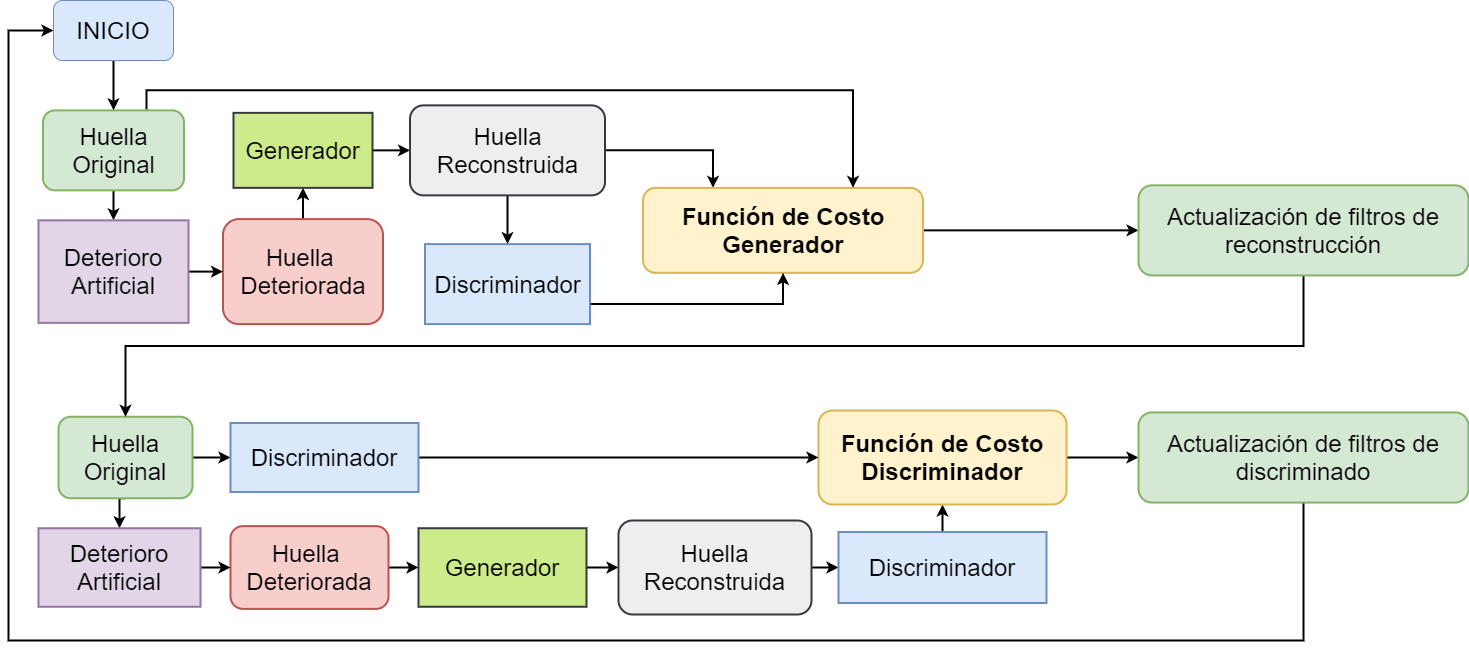 INICIO
Huella
Original
Generador
Huella
Reconstruida
Función de Costo
Generador
Actualización de filtros de
reconstrucción
Deterioro
Artificial
Huella
Deteriorada
Discriminador
Huella
Original
Discriminador
Función de Costo
Discriminador
Actualización de filtros de
discriminado
Deterioro
Artificial
Huella
Deteriorada
Generador
Huella
Reconstruida
Discriminador